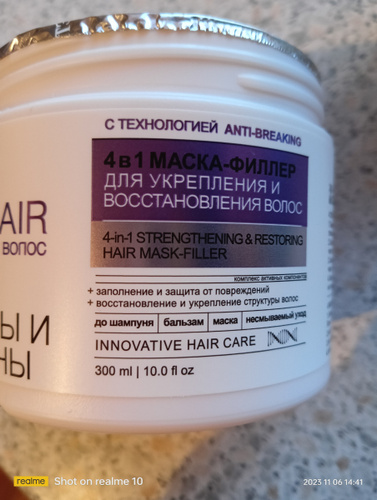 С ТЕХНОЛОГИЕЙ ANTI-BREAKING
4 в 1 МАСКА-ФИЛЛЕР
ДЛЯ УКРЕПЛЕНИЯ И
ВОССТАНОВЛЕНИЯ ВОЛОС
4-in-1 STRENGTHENING & RESTORING
HAIR MASK-FILLER
комплекс активных компонентов
+ заполнение и защита от повреждений
+ восстановление и укрепление структуры волос
до шампуня | бальзам | маска | несмываемый уход
INNOVATIVE HAIR CARE
300 ml | 10.0 fl oz
AIR
ВОЛОС
Ы И
НЫ
realme Shot on realme 10
2023 11 06 14:41